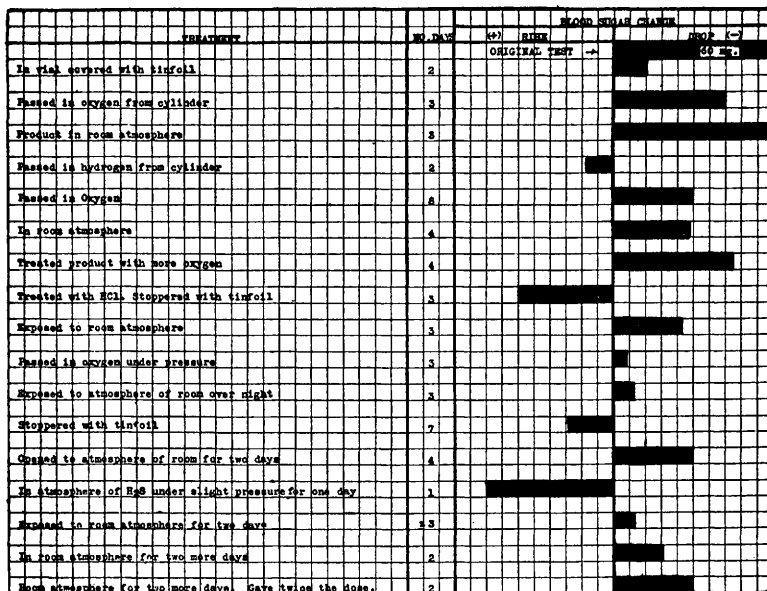 BLOOD SUGAR CHANGE
TREATMENT NO. DAYS (+) RISE DROP (-)
ORIGINAL TEST → 60 mg.
In vial covered with tinfoil 2
Passed in oxygen from cylinder 3
Product in room atmosphere 3
Passed in hydrogen from cylinder 2
Passed in Oxygen
In room atmosphere 4
Treated product with more oxygen 4
Treated with HCl. Stoppered with tinfoil 3
Exposed to room atmosphere 3
Passed in oxygen under pressure 3
Exposed to atmosphere of room over night 3
Stoppered with tinfoil 7
Opened to atmosphere of room for two days 4
In atmosphere of H2S under slight pressure for one day 1
Exposed to room atmosphere for two days 3
In room atmosphere for two more days 2
Room atmosphere for two more days. Gave twice the dose. 2